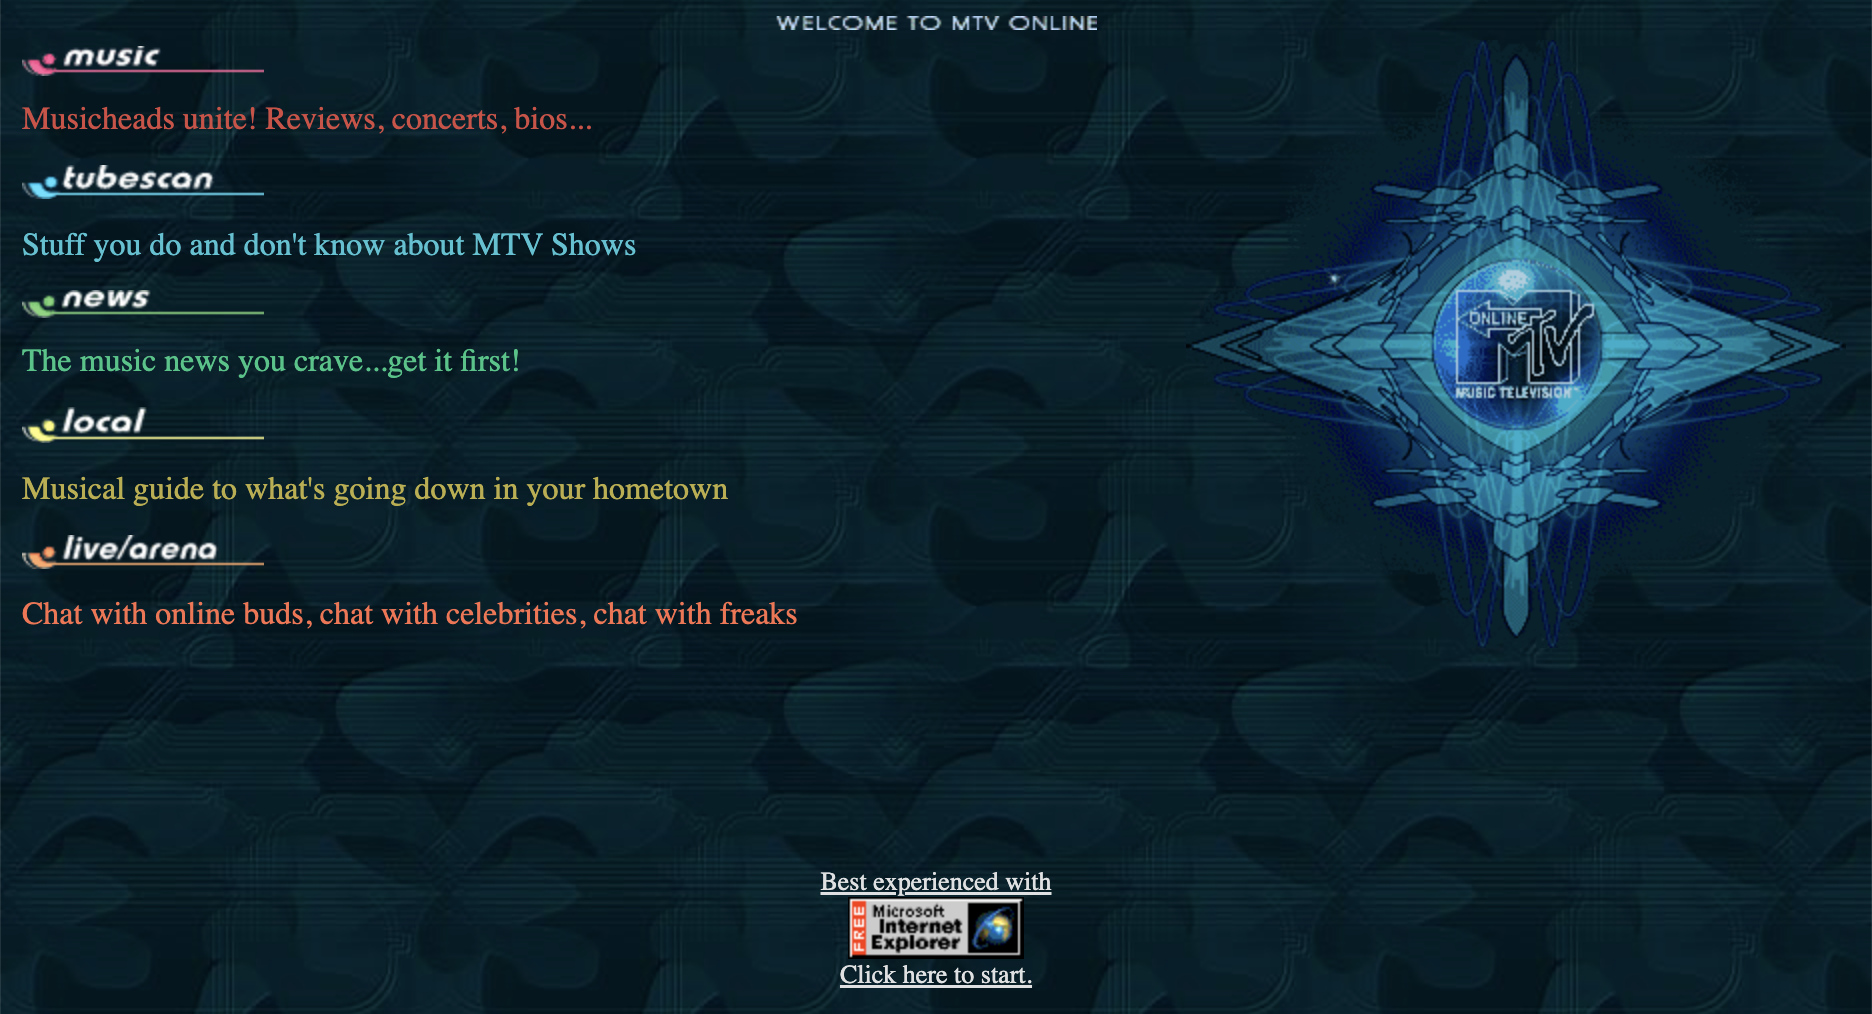 WELCOME TO MTV ONLINE
music
Musicheads unite! Reviews, concerts, bios...
tubescan
Stuff you do and don't know about MTV Shows
news
The music news you crave...get it first!
local
Musical guide to what's going down in your hometown
live/arena
Chat with online buds, chat with celebrities, chat with freaks
ONLINE
MTV
MUSIC TELEVISION™
Best experienced with
FREE
Microsoft
Internet
Explorer
Click here to start.